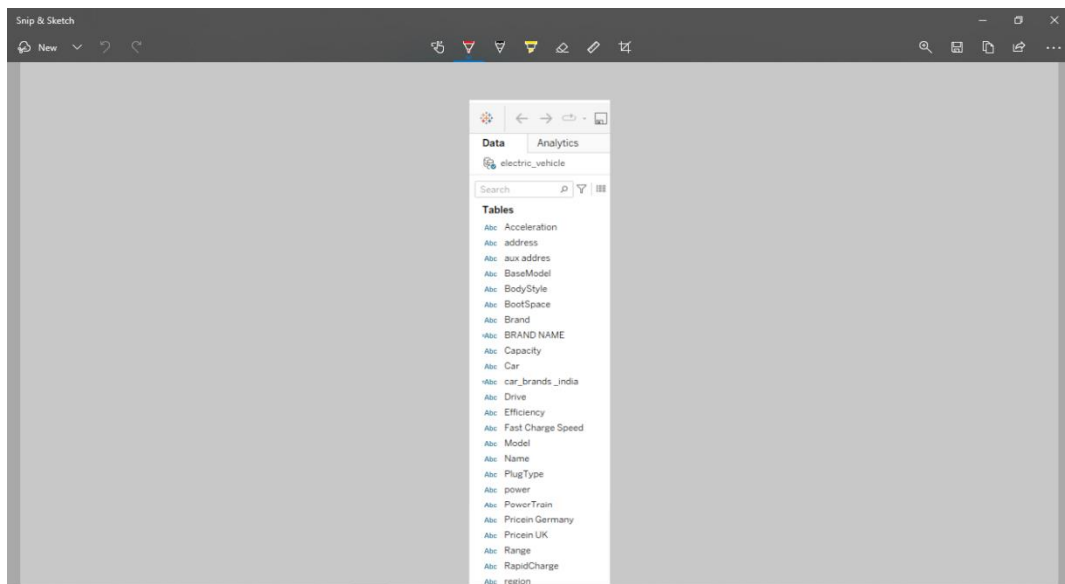 Snip & Sketch
New
Data Analytics
electric_vehicle
Search
Tables
Abc Acceleration
Abc address
Abc aux addres
Abc BaseModel
Abc BodyStyle
Abc BootSpace
Abc Brand
=Abc BRAND NAME
Abc Capacity
Abc Car
=Abc car_brands _india
Abc Drive
Abc Efficiency
Abc Fast Charge Speed
Abc Model
Abc Name
Abc PlugType
Abc power
Abc PowerTrain
Abc Pricein Germany
Abc Pricein UK
Abc Range
Abc RapidCharge
Abc region